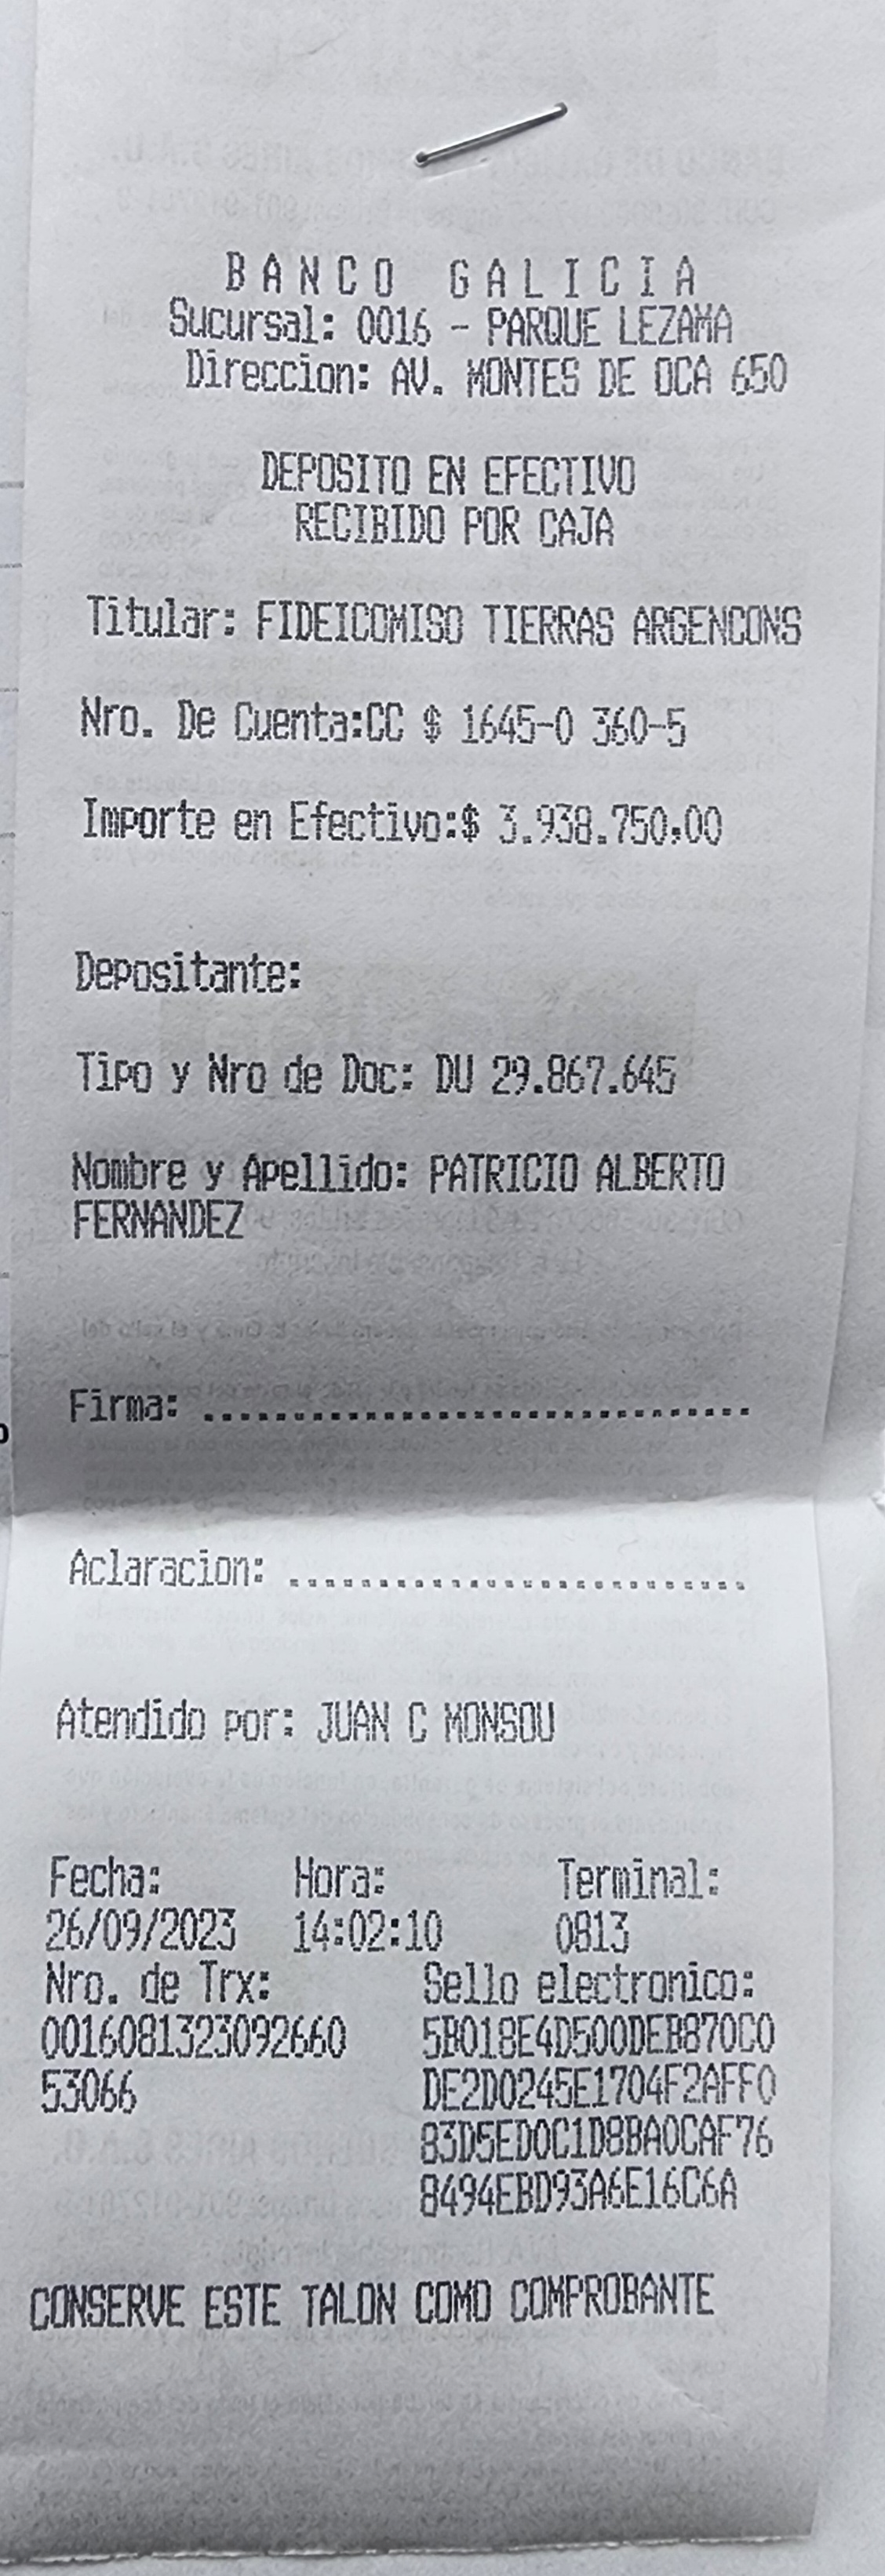 BANCO GALICIA
Sucursal: 0016 - PARQUE LEZAMA
Direccion: AV. MONTES DE OCA 650
DEPOSITO EN EFECTIVO
RECIBIDO POR CAJA
Titular: FIDEICOMISO TIERRAS ARGENCONS
Nro. De Cuenta:CC $ 1645-0 360-5
Importe en Efectivo:$ 3.938.750,00
Depositante:
Tipo y Nro de Doc: DU 29.867.645
Nombre y Apellido: PATRICIO ALBERTO
FERNANDEZ
Firma: .................................
Aclaracion: ............................
Atendido por: JUAN C MONSOU
Fecha: Hora: Terminal:
26/09/2023 14:02:10 0813
Nro. de Trx: Sello electronico:
0016081323092660 5B018E4D500DEB870C0
53066 DE2D0245E1704F2AFF0
83D5ED0C1D8BA0CAF76
8494EBD93A6E16C6A
CONSERVE ESTE TALON COMO COMPROBANTE